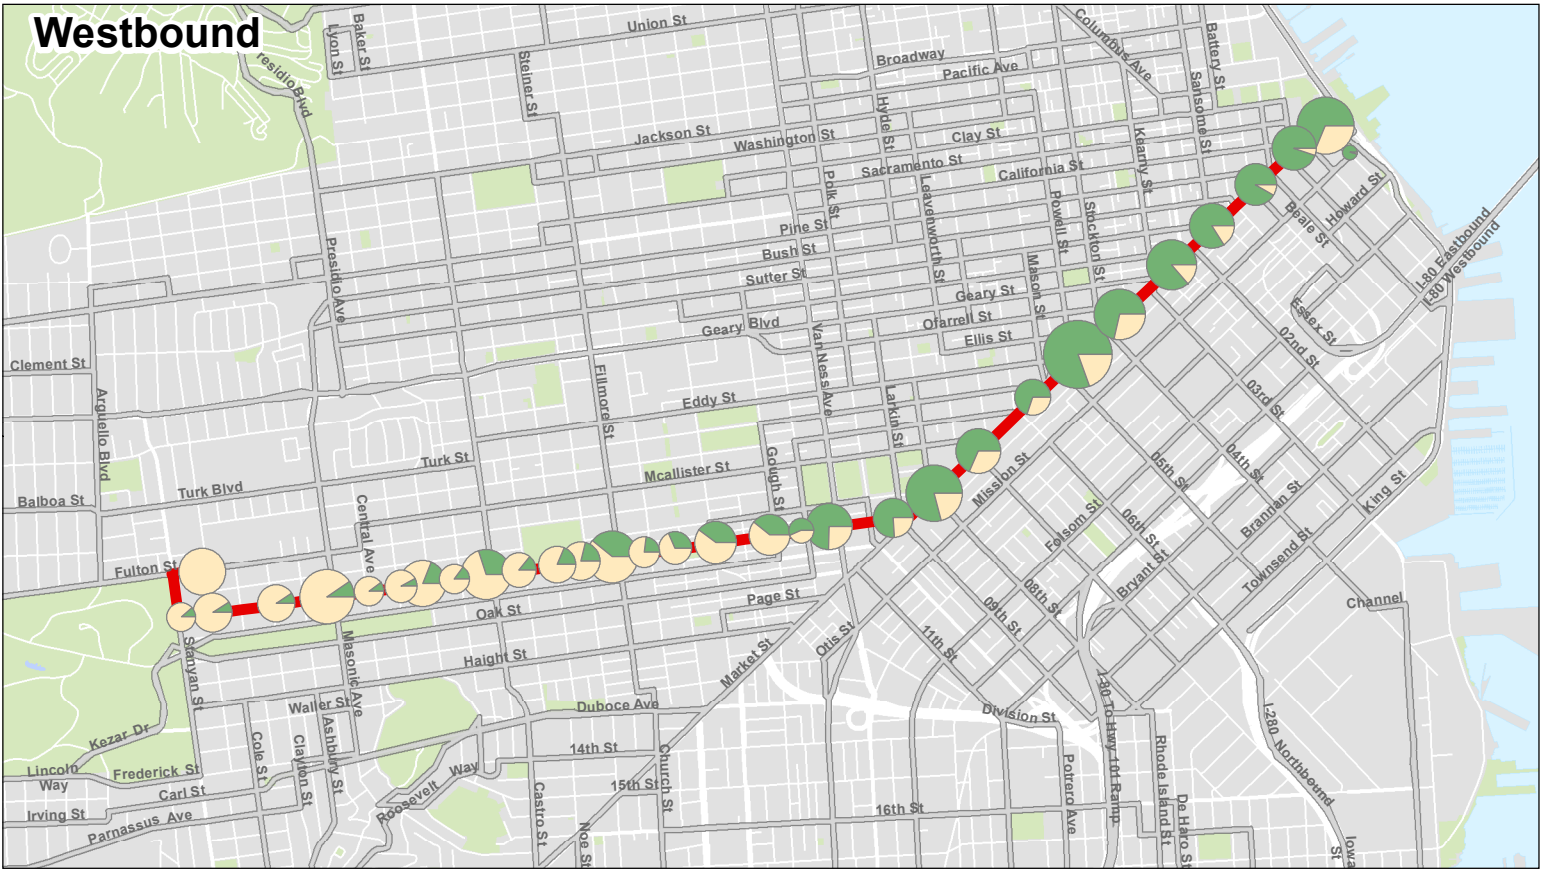 Westbound
Union St
Baker St
Lyon St
Steiner St
Columbus Ave
Battery St
Broadway
Pacific Ave
Sansome St
residio Blvd
Hyde St
Jackson St
Washington St
Clay St
Kearny St
Sacramento St
California St
Polk St
Leavenworth St
Powell St
Stockton St
Howard St
Beale St
Pine St
Bush St
Sutter St
Presidio Ave
Mason St
I-80 Eastbound
I-80 Westbound
Geary St
Essex St
Geary Blvd
Ofarrell St
Ellis St
Van Ness Ave
02nd St
Clement St
Arguello Blvd
Fillmore St
Eddy St
Larkin St
03rd St
Turk St
Mcallister St
Gough St
Mission St
05th St
04th St
Balboa St
Turk Blvd
Central Ave
Folsom St
06th St
Brannan St
King St
Fulton St
Bryant St
Townsend St
Oak St
Page St
08th St
09th St
Channel
Stanyan St
Masonic Ave
Haight St
Market St
Otis St
11th St
Waller St
Duboce Ave
Division St
I-80 To Hwy 101 Ramp
I-280 Northbound
Kezar Dr
Ashbury St
Cole St
Clayton St
14th St
Church St
Lincoln
Way
Frederick St
Roosevelt Way
15th St
Castro St
Potrero Ave
Rhode Island St
Carl St
Irving St
Parnassus Ave
Noe St
16th St
De Haro St
Iowa
St